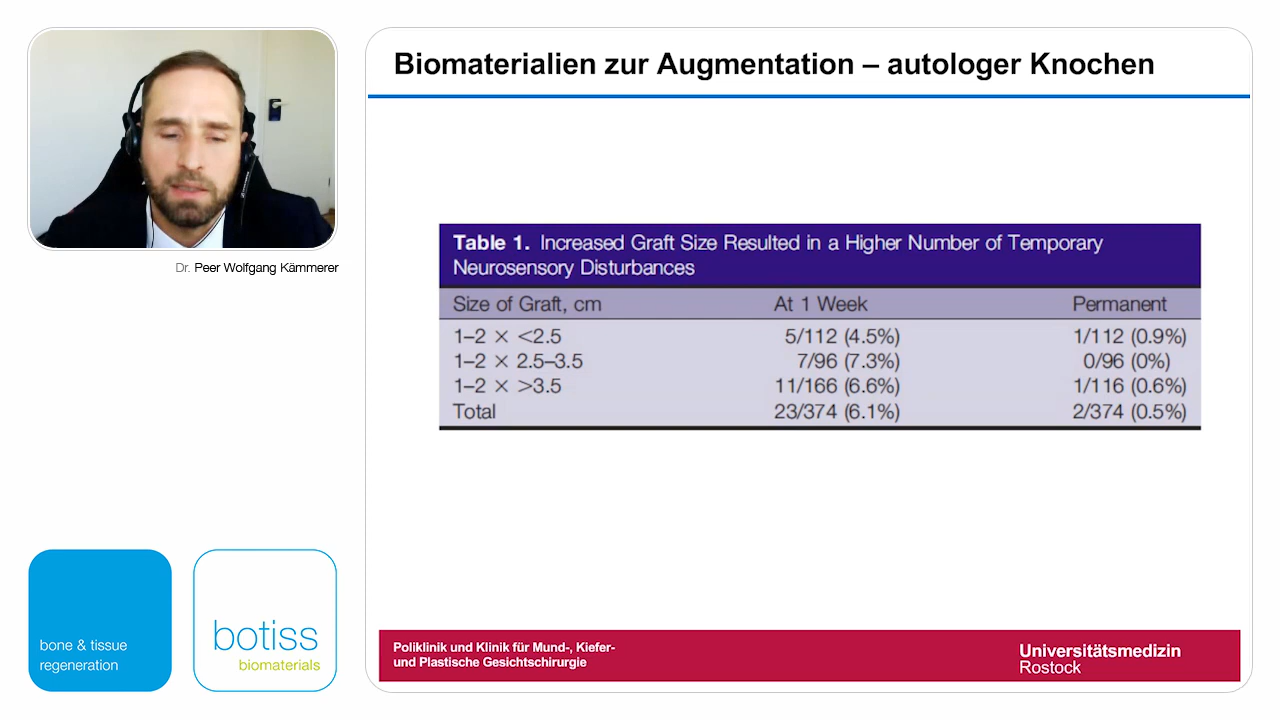 Biomaterialien zur Augmentation – autologer Knochen
Dr. Peer Wolfgang Kämmerer
Table 1. Increased Graft Size Resulted in a Higher Number of Temporary
Neurosensory Disturbances
Size of Graft, cm At 1 Week Permanent
1–2 × <2.5 5/112 (4.5%) 1/112 (0.9%)
1–2 × 2.5–3.5 7/96 (7.3%) 0/96 (0%)
1–2 × >3.5 11/166 (6.6%) 1/116 (0.6%)
Total 23/374 (6.1%) 2/374 (0.5%)
bone & tissue
regeneration
botiss
biomaterials
Poliklinik und Klinik für Mund-, Kiefer-
und Plastische Gesichtschirurgie
Universitätsmedizin
Rostock